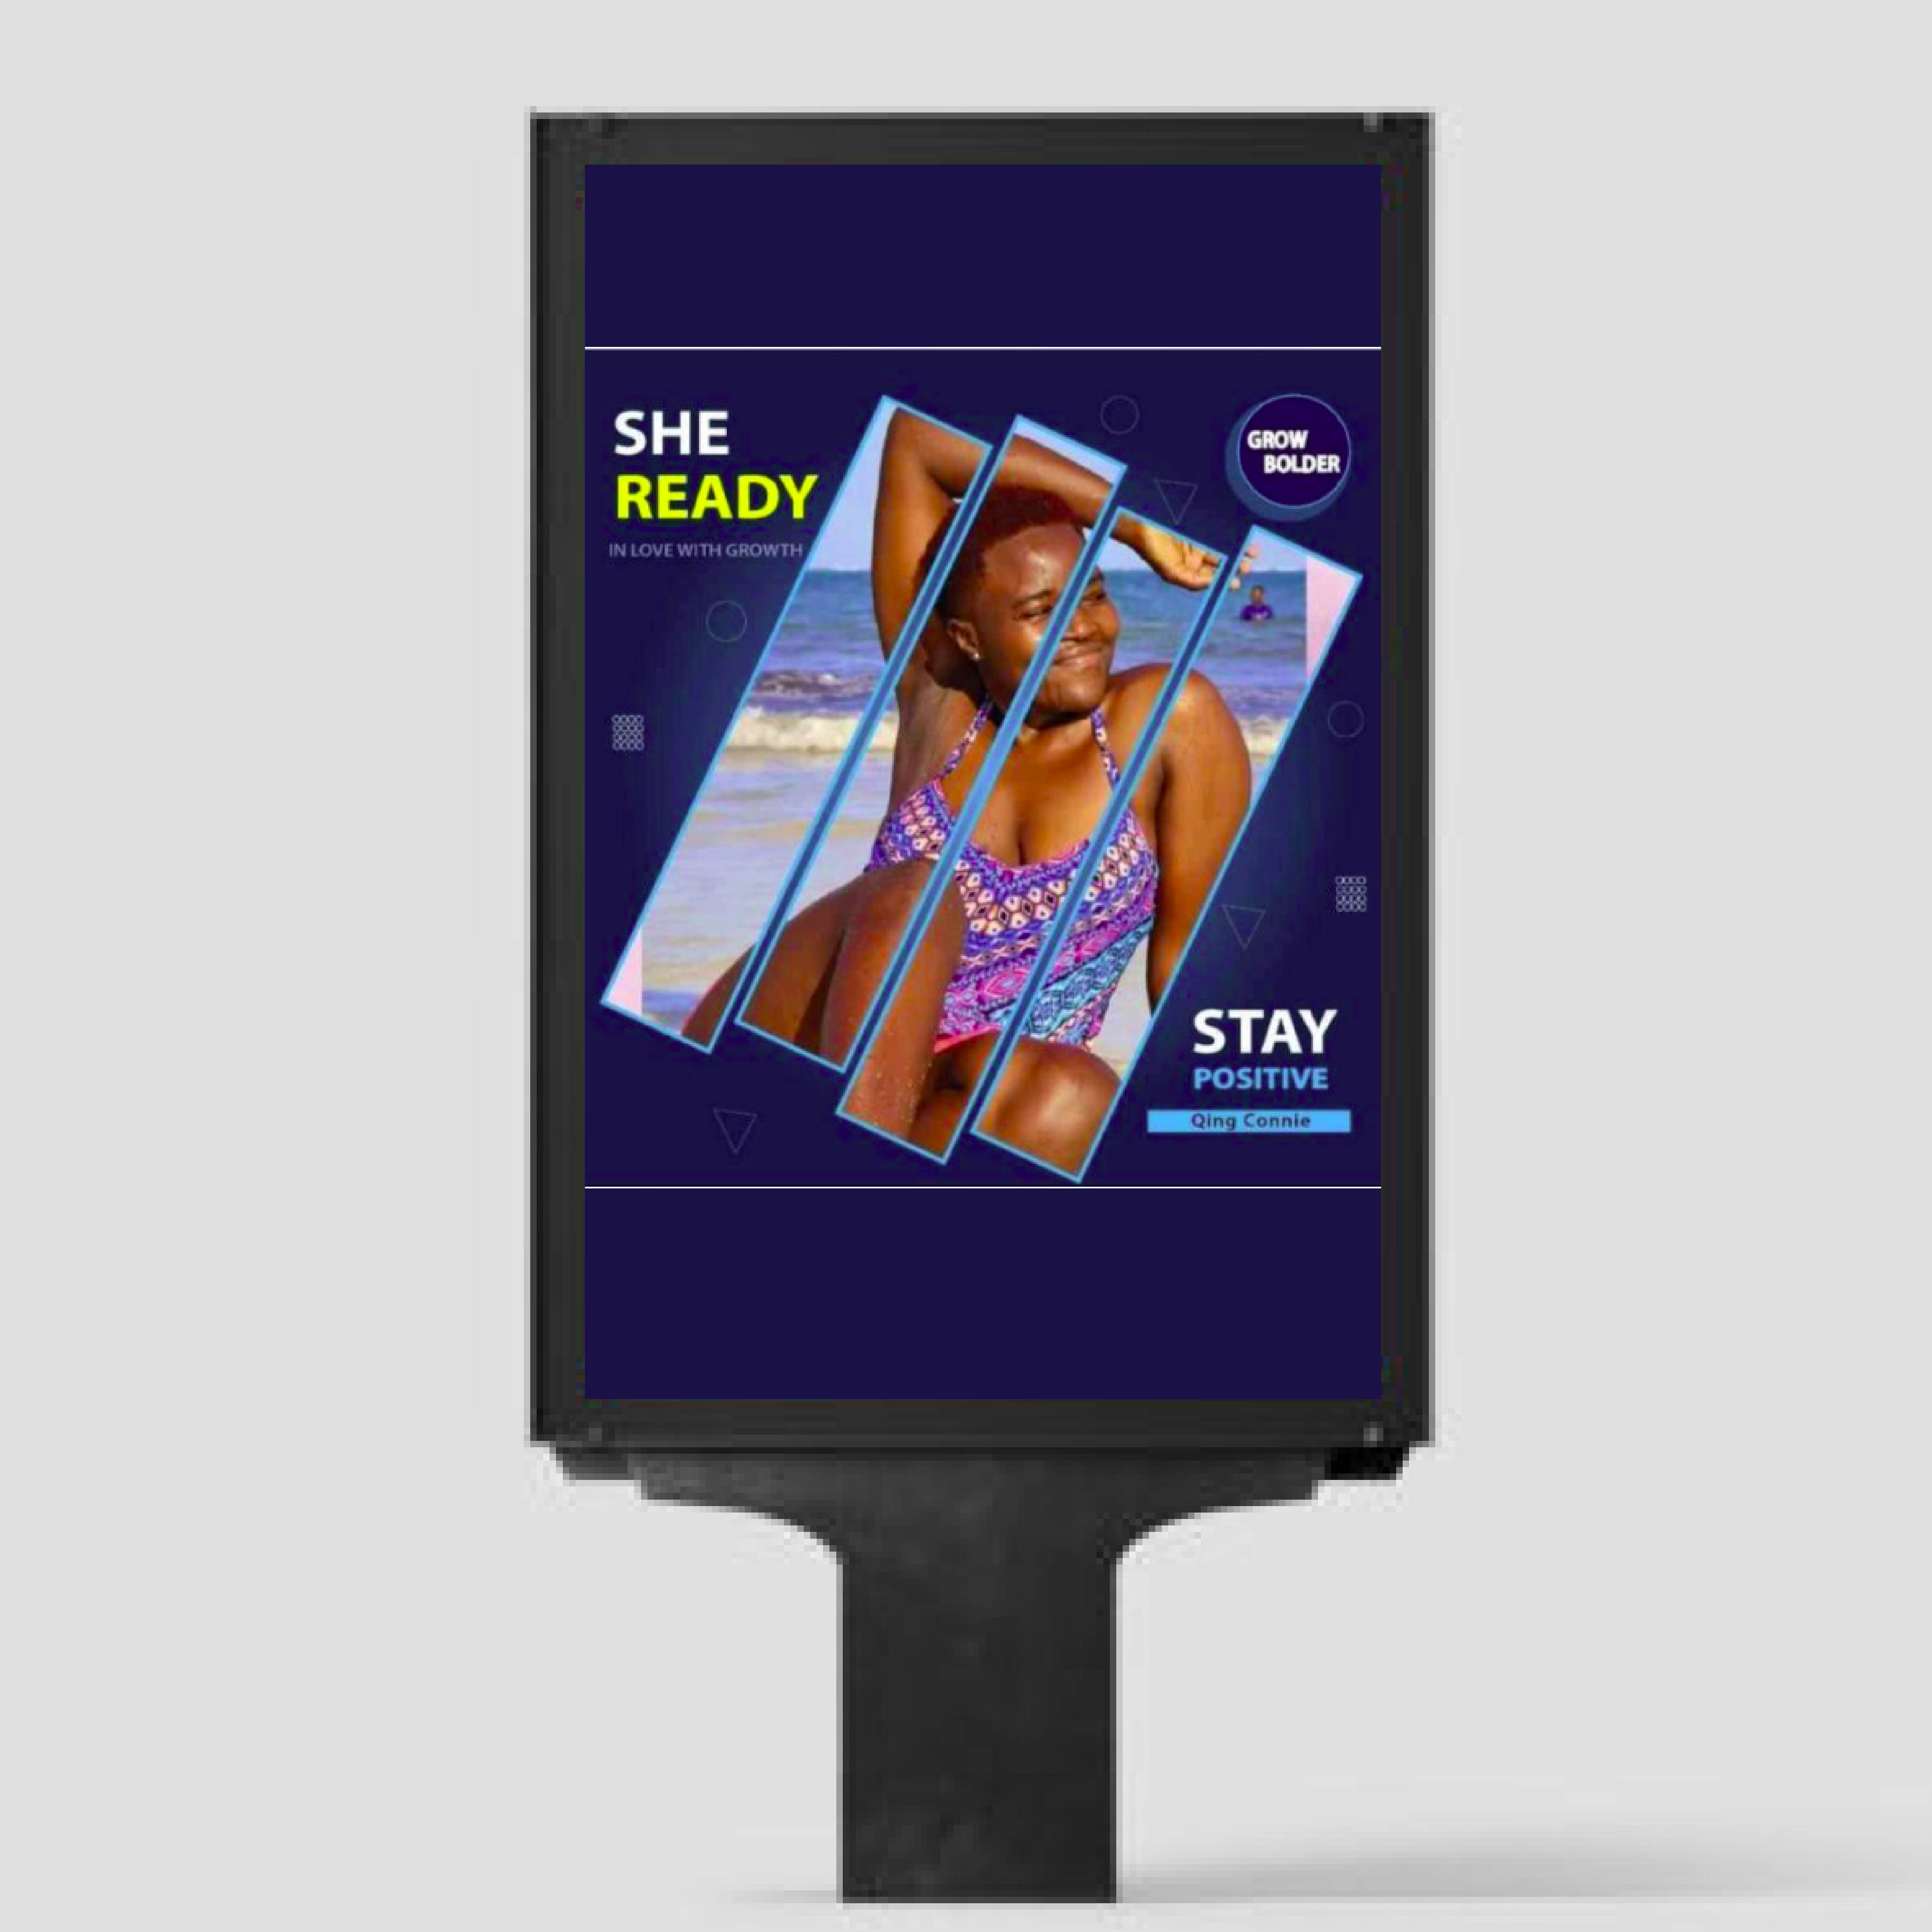 SHE
READY
IN LOVE WITH GROWTH
GROW
BOLDER
STAY
POSITIVE
Qing Connie